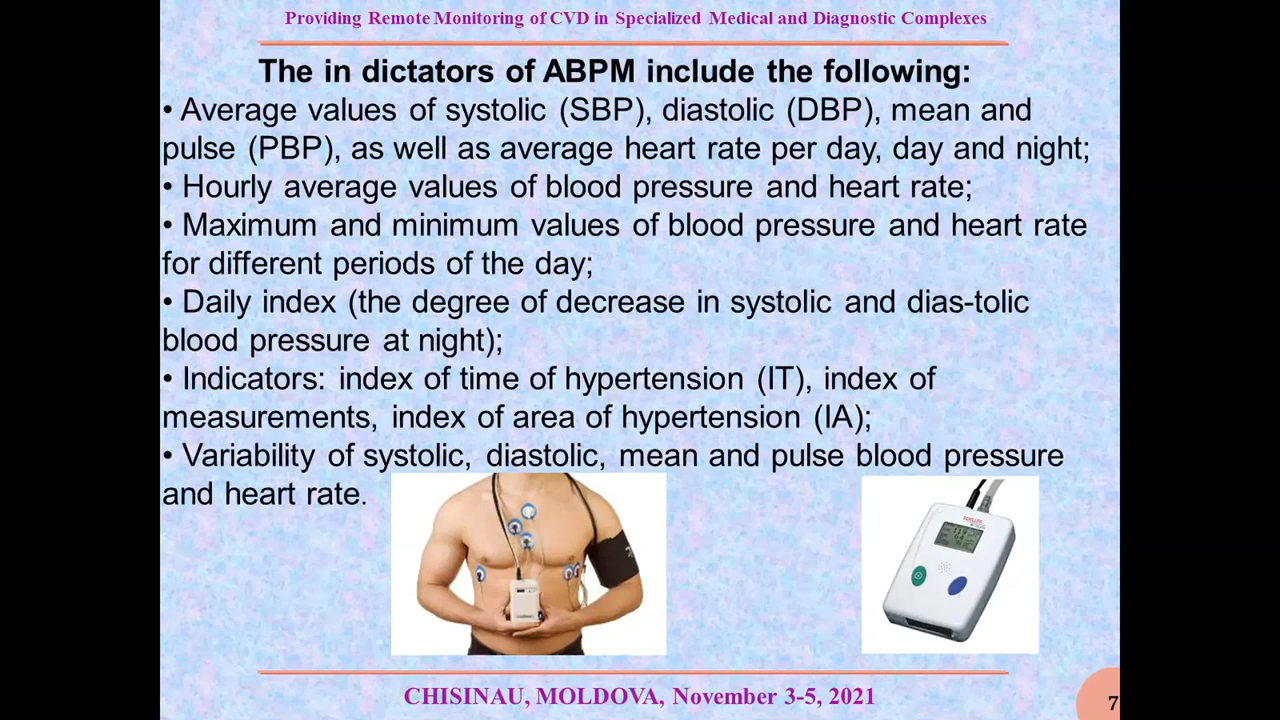 Providing Remote Monitoring of CVD in Specialized Medical and Diagnostic Complexes
The in dictators of ABPM include the following:
• Average values of systolic (SBP), diastolic (DBP), mean and
pulse (PBP), as well as average heart rate per day, day and night;
• Hourly average values of blood pressure and heart rate;
• Maximum and minimum values of blood pressure and heart rate
for different periods of the day;
• Daily index (the degree of decrease in systolic and dias-tolic
blood pressure at night);
• Indicators: index of time of hypertension (IT), index of
measurements, index of area of hypertension (IA);
• Variability of systolic, diastolic, mean and pulse blood pressure
and heart rate.
SCHILLER
CHISINAU, MOLDOVA, November 3-5, 2021
7